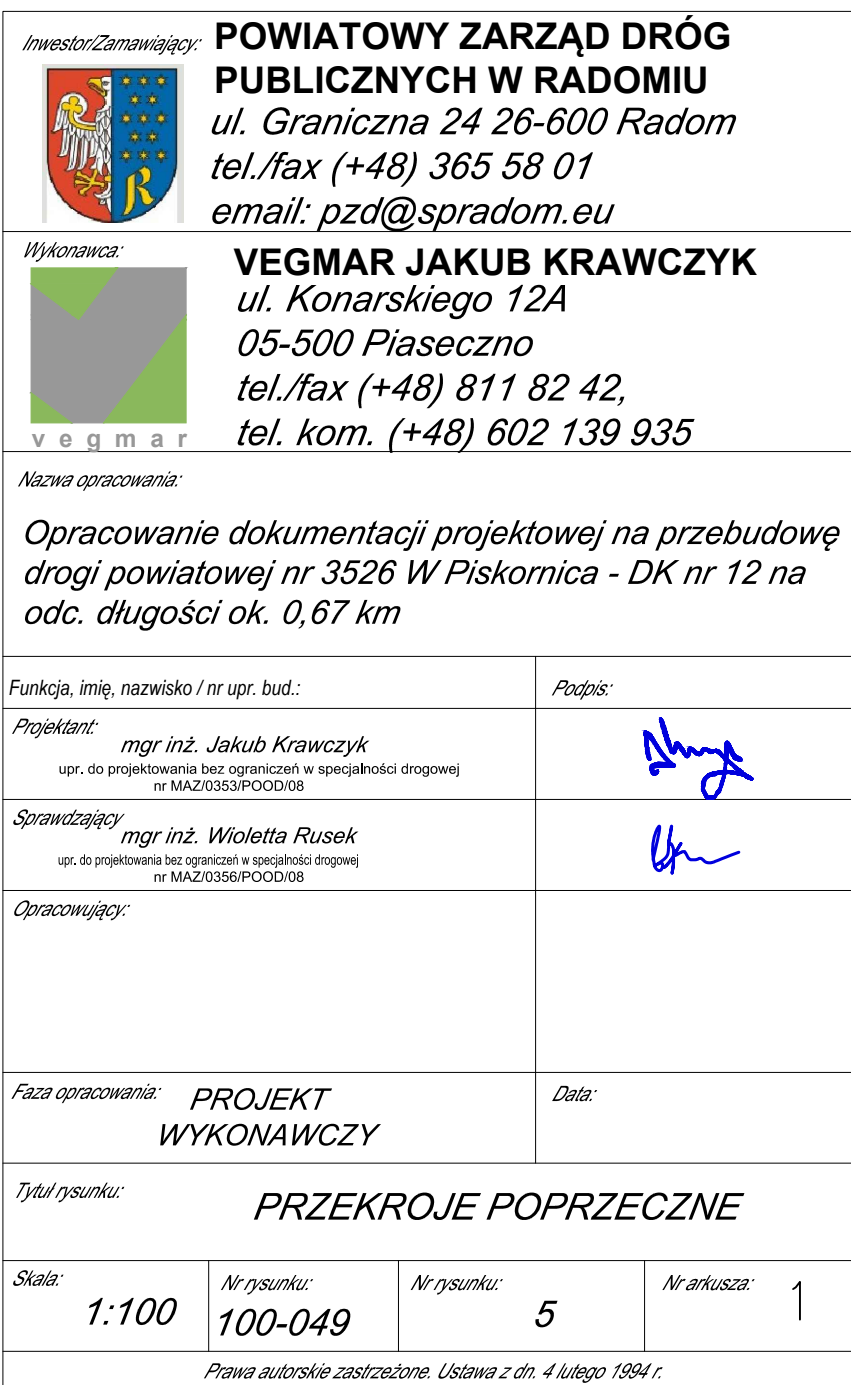 Inwestor/Zamawiający: POWIATOWY ZARZĄD DRÓG
PUBLICZNYCH W RADOMIU
ul. Graniczna 24 26-600 Radom
tel./fax (+48) 365 58 01
email: pzd@spradom.eu
R
Wykonawca:
VEGMAR JAKUB KRAWCZYK
ul. Konarskiego 12A
05-500 Piaseczno
tel./fax (+48) 811 82 42,
tel. kom. (+48) 602 139 935
vegmar
Nazwa opracowania:
Opracowanie dokumentacji projektowej na przebudowę
drogi powiatowej nr 3526 W Piskornica - DK nr 12 na
odc. długości ok. 0,67 km
Funkcja, imię, nazwisko / nr upr. bud.: Podpis:
Projektant:
mgr inż. Jakub Krawczyk
upr. do projektowania bez ograniczeń w specjalności drogowej
nr MAZ/0353/POOD/08
Sprawdzający
mgr inż. Wioletta Rusek
upr. do projektowania bez ograniczeń w specjalności drogowej
nr MAZ/0356/POOD/08
Opracowujący:
Faza opracowania: PROJEKT
WYKONAWCZY
Data:
Tytuł rysunku:
PRZEKROJE POPRZECZNE
Skala:
1:100
Nr rysunku:
100-049
Nr rysunku:
5
Nr arkusza: 1
Prawa autorskie zastrzeżone. Ustawa z dn. 4 lutego 1994 r.